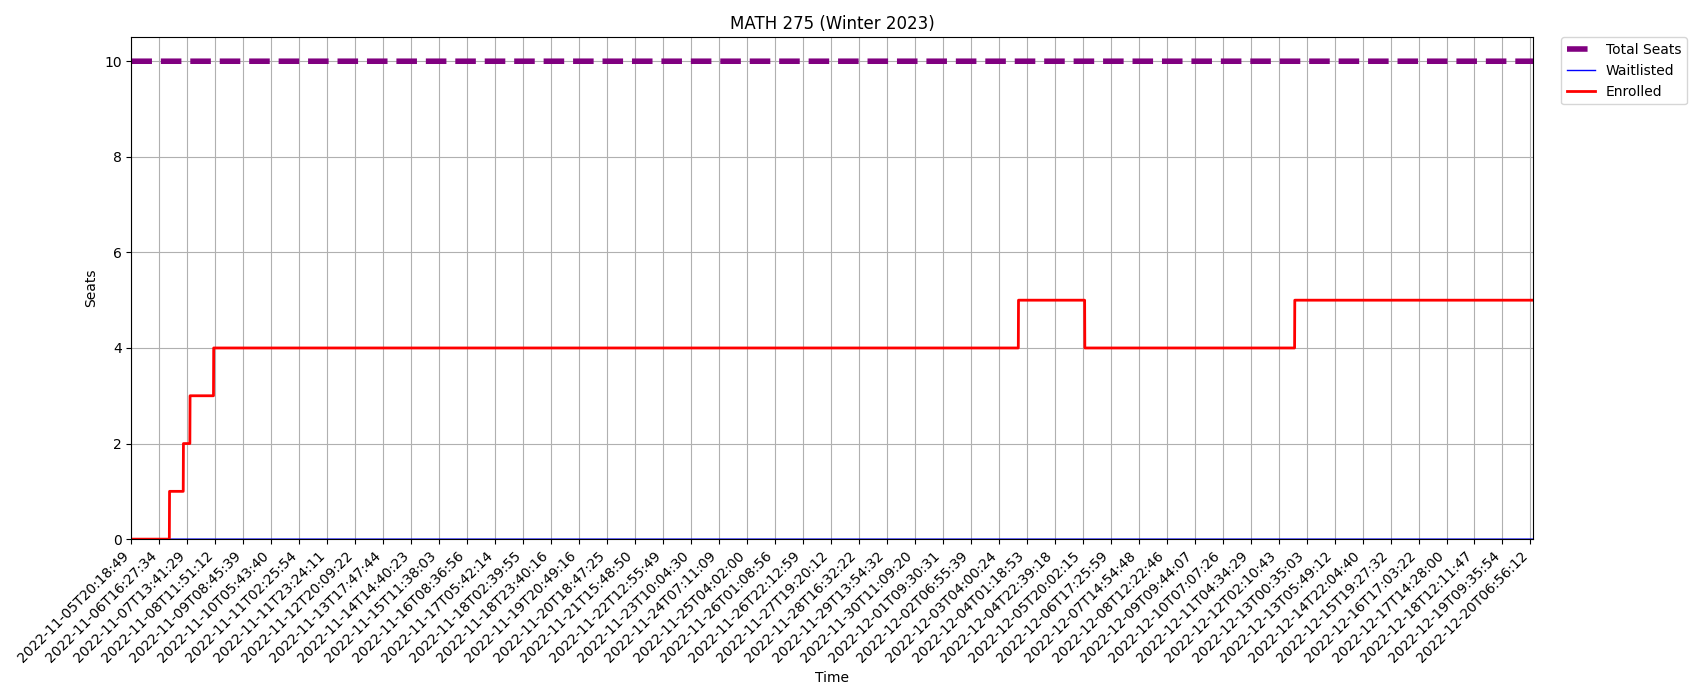 MATH 275 (Winter 2023)
Total Seats
Waitlisted
Enrolled
10
8
6
4
2
0
Seats
2022-11-05T20:18:49
2022-11-06T16:27:34
2022-11-07T13:41:29
2022-11-08T11:51:12
2022-11-09T08:45:39
2022-11-10T05:43:40
2022-11-11T02:25:54
2022-11-11T23:24:11
2022-11-12T20:09:22
2022-11-13T17:47:44
2022-11-14T14:40:23
2022-11-15T11:38:03
2022-11-16T08:36:56
2022-11-17T05:42:14
2022-11-18T02:39:55
2022-11-18T23:40:16
2022-11-19T20:49:16
2022-11-20T18:47:25
2022-11-21T15:48:50
2022-11-22T12:55:49
2022-11-23T10:04:30
2022-11-24T07:11:09
2022-11-25T04:02:00
2022-11-26T01:08:56
2022-11-26T22:12:59
2022-11-27T19:20:12
2022-11-28T16:32:22
2022-11-29T13:54:32
2022-11-30T11:09:20
2022-12-01T09:30:31
2022-12-02T06:55:39
2022-12-03T04:00:24
2022-12-04T01:18:53
2022-12-04T22:39:18
2022-12-05T20:02:15
2022-12-06T17:25:59
2022-12-07T14:54:48
2022-12-08T12:22:46
2022-12-09T09:44:07
2022-12-10T07:07:26
2022-12-11T04:34:29
2022-12-12T02:10:43
2022-12-13T00:35:03
2022-12-13T05:49:12
2022-12-14T22:04:40
2022-12-15T19:27:32
2022-12-16T17:03:22
2022-12-17T14:28:00
2022-12-18T12:11:47
2022-12-19T09:35:54
2022-12-20T06:56:12
Time